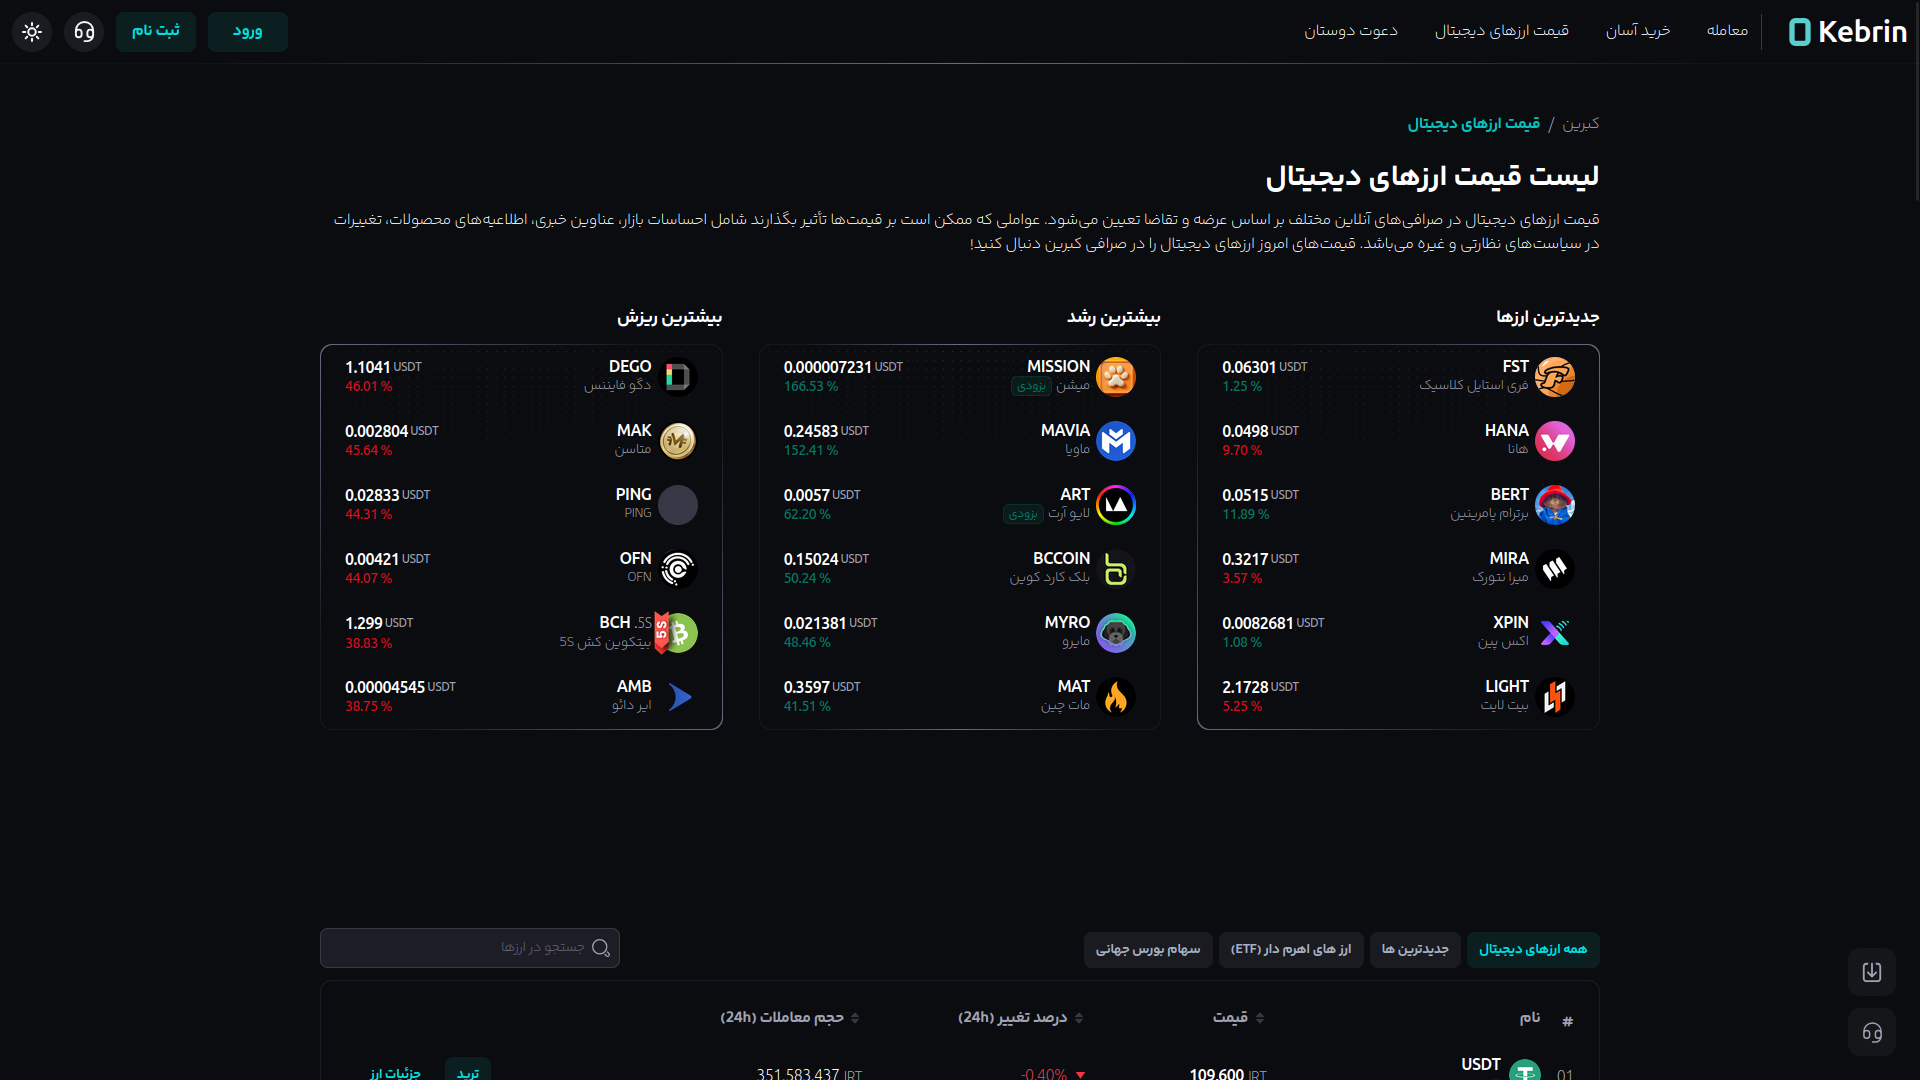 Kebrin
معامله
خرید آسان
قیمت ارزهای دیجیتال
دعوت دوستان
ورود
ثبت نام
کبرین / قیمت ارزهای دیجیتال
لیست قیمت ارزهای دیجیتال
قیمت ارزهای دیجیتال در صرافی‌های آنلاین مختلف بر اساس عرضه و تقاضا تعیین می‌شود. عواملی که ممکن است بر قیمت‌ها تأثیر بگذارند شامل احساسات بازار، عناوین خبری، اطلاعیه‌های محصولات، تغییرات
در سیاست‌های نظارتی و غیره می‌باشد. قیمت‌های امروز ارزهای دیجیتال را در صرافی کبرین دنبال کنید!
جدیدترین ارزها
FST 0.06301 USDT
فری استایل کلاسیک 1.25 %
HANA 0.0498 USDT
هانا 9.70 %
BERT 0.0515 USDT
برترام پامرینین 11.89 %
MIRA 0.3217 USDT
میرا نتورک 3.57 %
XPIN 0.0082681 USDT
اکس پین 1.08 %
LIGHT 2.1728 USDT
بیت لایت 5.25 %
بیشترین رشد
MISSION 0.000007231 USDT
میشن بزودی 166.53 %
MAVIA 0.24583 USDT
ماویا 152.41 %
ART 0.0057 USDT
لایو آرت بزودی 62.20 %
BCCOIN 0.15024 USDT
بلک کارد کوین 50.24 %
MYRO 0.021381 USDT
مایرو 48.46 %
MAT 0.3597 USDT
مات چین 41.51 %
بیشترین ریزش
DEGO 1.1041 USDT
دگو فایننس 46.01 %
MAK 0.002804 USDT
متاسن 45.64 %
PING 0.02833 USDT
PING 44.31 %
OFN 0.00421 USDT
OFN 44.07 %
5S BCH .5S 1.299 USDT
بیتکوین کش 5S 38.83 %
AMB 0.00004545 USDT
ایر دائو 38.75 %
همه ارزهای دیجیتال
جدیدترین ها
ارز های اهرم دار (ETF)
سهام بورس جهانی
جستجو در ارزها
# نام قیمت درصد تغییر (24h) حجم معاملات (24h)
01 USDT 109,600 IRT -0.40% 351,583,437 IRT ترید جزئیات ارز